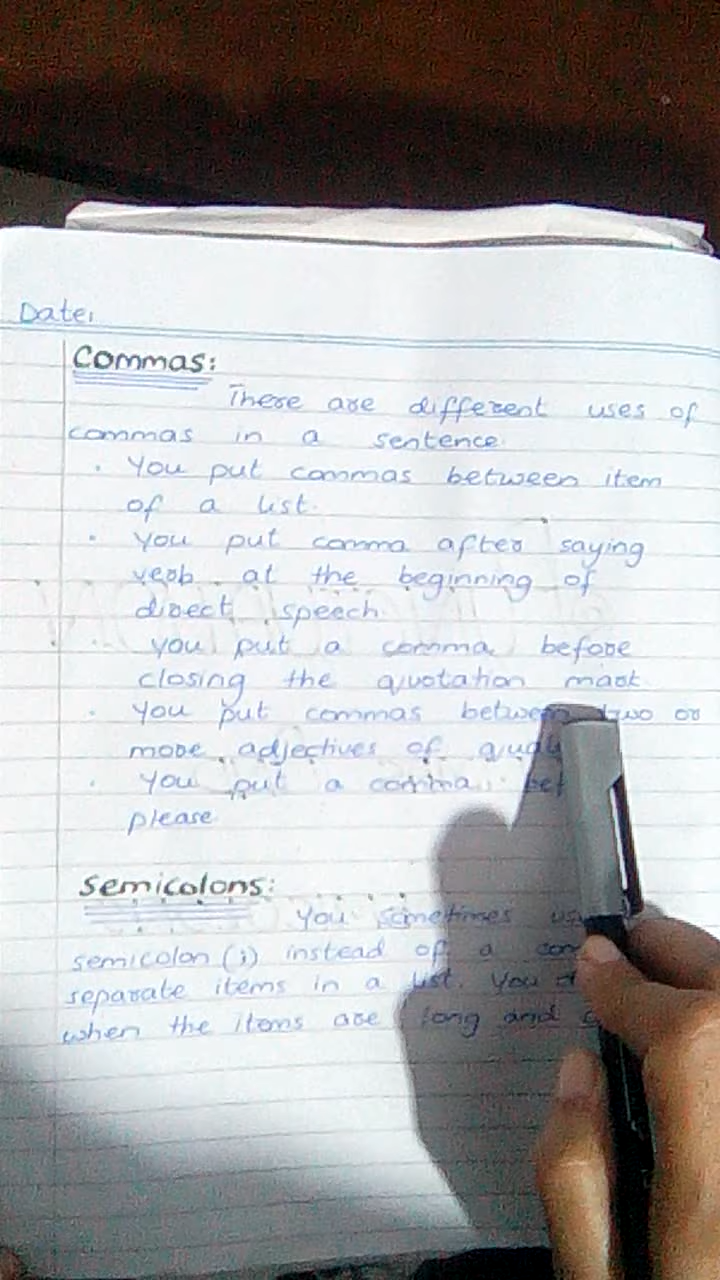 Date:
Commas:
There are different uses of
commas in a sentence.
• You put commas between item
of a list.
• You put comma after saying
verb at the beginning of
direct speech.
• you put a comma before
closing the quotation mark
• You put commas between two or
more adjectives of
• You put a comma
please
Semicolons:
You sometimes
semicolon (;) instead of a
separate items in a list. You
when the items are long and